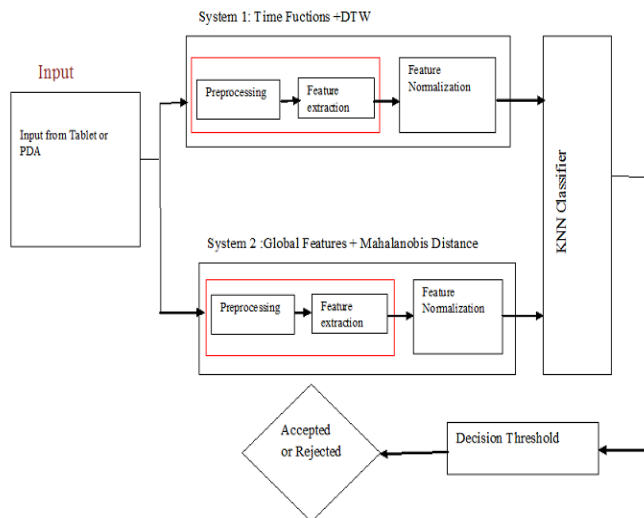 System 1: Time Fuctions +DTW
Input
Input from Tablet or
PDA
Preprocessing
Feature
extraction
Feature
Normalization
KNN Classifier
System 2 :Global Features + Mahalanobis Distance
Preprocessing
Feature
extraction
Feature
Normalization
Accepted
or Rejected
Decision Threshold